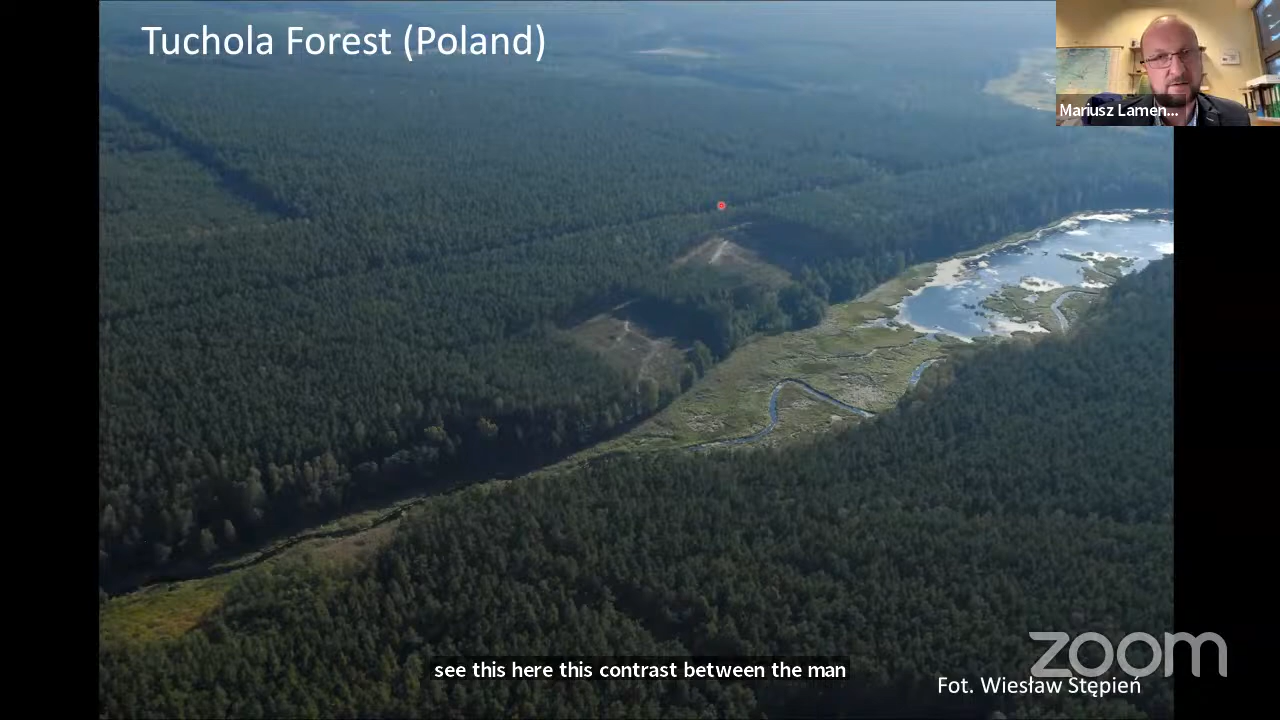 Tuchola Forest (Poland)
Mariusz Lamen...
see this here this contrast between the man
zoom
Fot. Wiesław Stępień